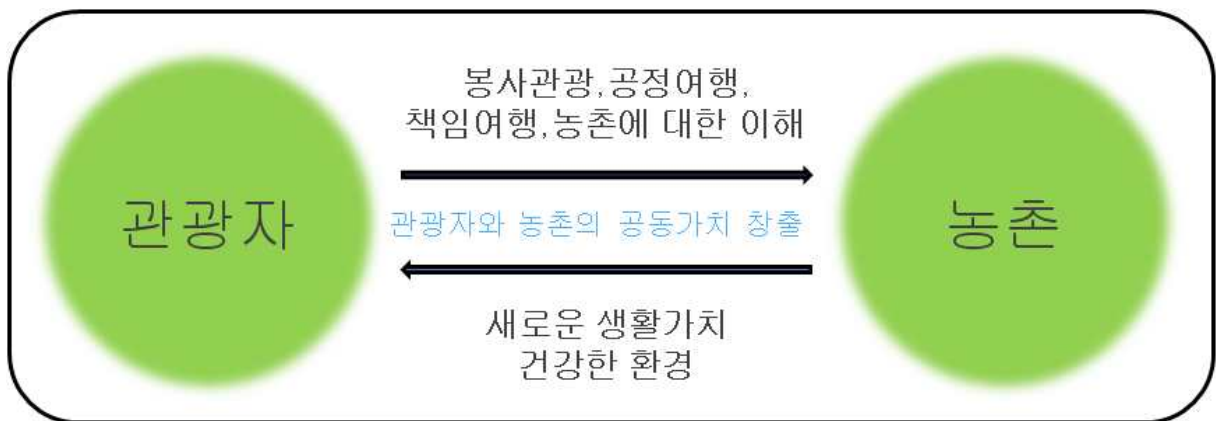 봉사관광,공정여행,
책임여행,농촌에 대한 이해
관광자
관광자와 농촌의 공동가치 창출
농촌
새로운 생활가치
건강한 환경